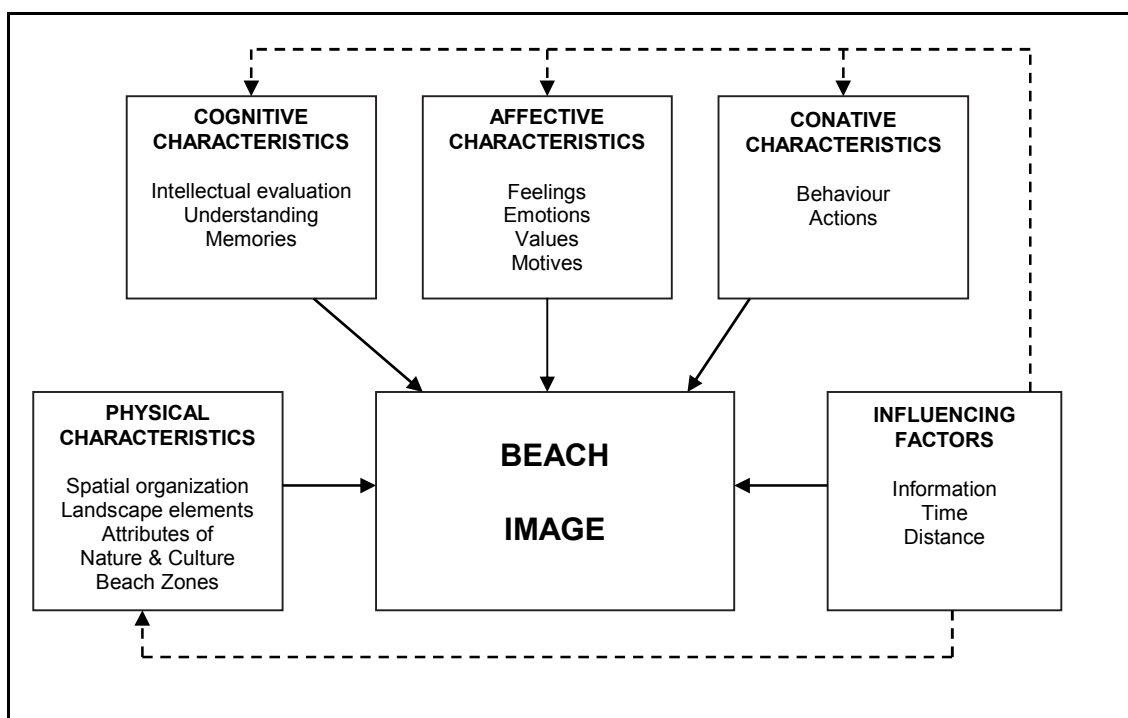 COGNITIVE
CHARACTERISTICS
Intellectual evaluation
Understanding
Memories
AFFECTIVE
CHARACTERISTICS
Feelings
Emotions
Values
Motives
CONATIVE
CHARACTERISTICS
Behaviour
Actions
PHYSICAL
CHARACTERISTICS
Spatial organization
Landscape elements
Attributes of
Nature & Culture
Beach Zones
BEACH
IMAGE
INFLUENCING
FACTORS
Information
Time
Distance